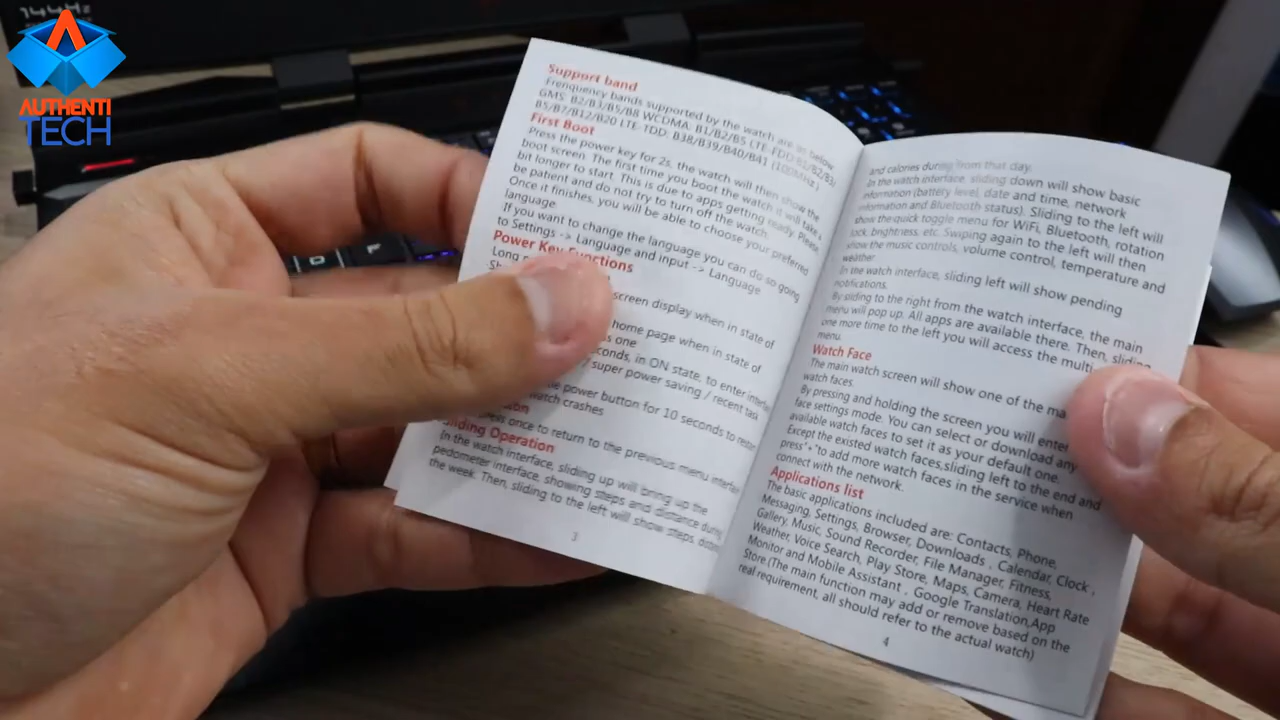 AUTHENTI
TECH
Support band
Frenquency bands supported by the watch are as below
GMS: B2/B3/B5/B8 WCDMA: B1/B2/B5 LTE-FDD: B1/B2/B3/
B5/B7/B12/B20 LTE-TDD: B38/B39/B40/B41 (100MHz)
First Boot
Press the power key for 2s, the watch will then show the
boot screen. The first time you boot the watch it will take a
bit longer to start. This is due to apps getting ready. Please
be patient and do not try to turn off the watch.
Once it finishes, you will be able to choose your preferred
language.
If you want to change the language you can do so going
to Settings -> Language and input -> Language
Power Key Functions
Long
screen display when in state of
home page when in state of
one
in ON state, to enter
super power saving / recent task
power button for 10 seconds to
watch crashes
once to return to the previous menu
Sliding Operation
In the watch interface, sliding up will bring up the
pedometer interface, showing steps and distance during
the week. Then, sliding to the left will show steps,
3
and calories during from that day.
In the watch interface, sliding down will show basic
information (battery level, date and time, network
information and Bluetooth status). Sliding to the left will
show the quick toggle menu for WiFi, Bluetooth, rotation
lock, brightness, etc. Swiping again to the left will then
show the music controls, volume control, temperature and
weather
In the watch interface, sliding left will show pending
notifications.
By sliding to the right from the watch interface, the main
menu will pop up. All apps are available there. Then, sliding
one more time to the left you will access the multi
menu.
Watch Face
The main watch screen will show one of the
watch faces.
By pressing and holding the screen you will enter
face settings mode. You can select or download any
available watch faces to set it as your default one.
Except the existed watch faces,sliding left to the end and
press"+"to add more watch faces in the service when
connect with the network.
Applications list
The basic applications included are: Contacts, Phone,
Messaging, Settings, Browser, Downloads , Calendar, Clock ,
Gallery, Music, Sound Recorder, File Manager, Fitness,
Weather, Voice Search, Play Store, Maps, Camera, Heart Rate
Monitor and Mobile Assistant , Google Translation,App
Store.(The main function may add or remove based on the
real requirement, all should refer to the actual watch)
4